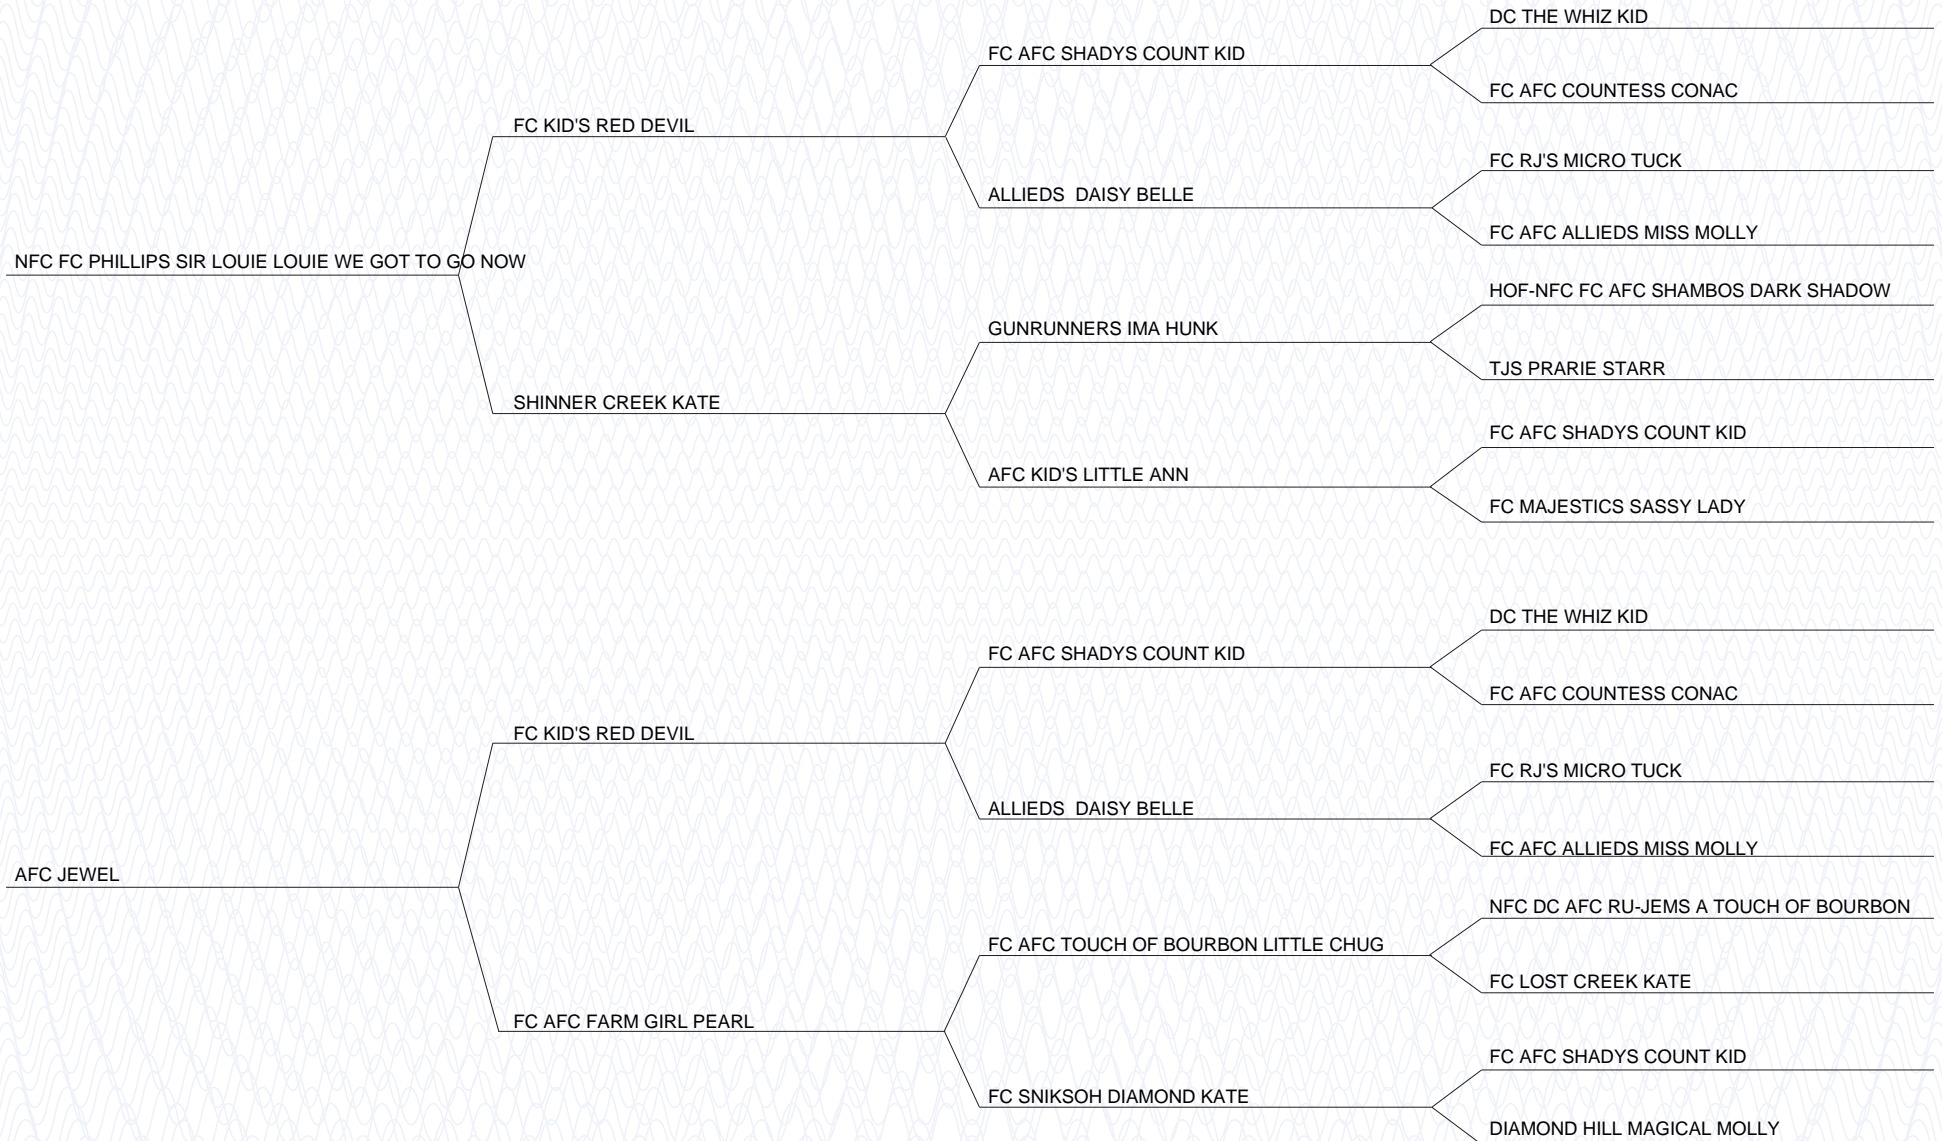 DC THE WHIZ KID
FC AFC SHADYS COUNT KID
FC AFC COUNTESS CONAC
FC KID'S RED DEVIL
FC RJ'S MICRO TUCK
ALLIEDS  DAISY BELLE
FC AFC ALLIEDS MISS MOLLY
NFC FC PHILLIPS SIR LOUIE LOUIE WE GOT TO GO NOW
HOF-NFC FC AFC SHAMBOS DARK SHADOW
GUNRUNNERS IMA HUNK
TJS PRARIE STARR
SHINNER CREEK KATE
FC AFC SHADYS COUNT KID
AFC KID'S LITTLE ANN
FC MAJESTICS SASSY LADY
DC THE WHIZ KID
FC AFC SHADYS COUNT KID
FC AFC COUNTESS CONAC
FC KID'S RED DEVIL
FC RJ'S MICRO TUCK
ALLIEDS  DAISY BELLE
FC AFC ALLIEDS MISS MOLLY
AFC JEWEL
NFC DC AFC RU-JEMS A TOUCH OF BOURBON
FC AFC TOUCH OF BOURBON LITTLE CHUG
FC LOST CREEK KATE
FC AFC FARM GIRL PEARL
FC AFC SHADYS COUNT KID
FC SNIKSOH DIAMOND KATE
DIAMOND HILL MAGICAL MOLLY